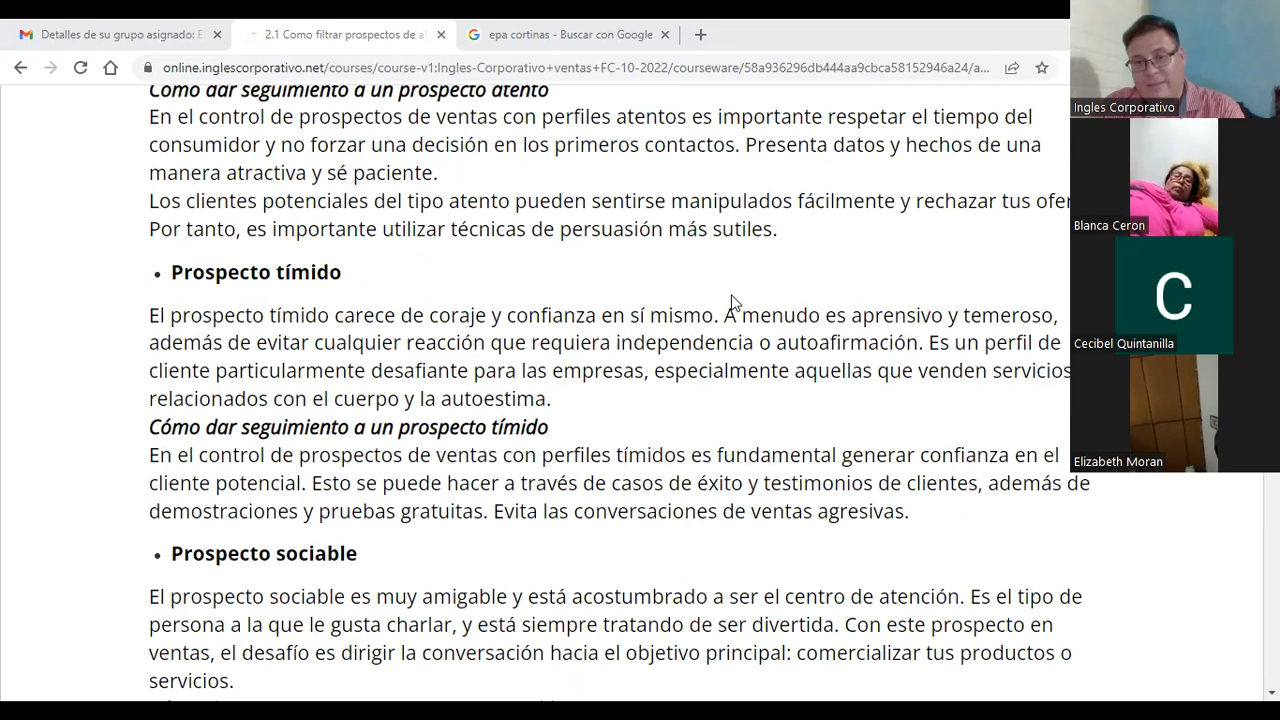 Detalles de su grupo asignado: E
2.1 Como filtrar prospectos de a
epa cortinas - Buscar con Google
online.inglescorporativo.net/courses/course-v1:Ingles-Corporativo+ventas+FC-10-2022/courseware/58a936296db444aa9cbca58152946a24/a...
Cómo dar seguimiento a un prospecto atento
En el control de prospectos de ventas con perfiles atentos es importante respetar el tiempo del
consumidor y no forzar una decisión en los primeros contactos. Presenta datos y hechos de una
manera atractiva y sé paciente.
Los clientes potenciales del tipo atento pueden sentirse manipulados fácilmente y rechazar tus ofer
Por tanto, es importante utilizar técnicas de persuasión más sutiles.
• Prospecto tímido
El prospecto tímido carece de coraje y confianza en sí mismo. A menudo es aprensivo y temeroso,
además de evitar cualquier reacción que requiera independencia o autoafirmación. Es un perfil de
cliente particularmente desafiante para las empresas, especialmente aquellas que venden servicios
relacionados con el cuerpo y la autoestima.
Cómo dar seguimiento a un prospecto tímido
En el control de prospectos de ventas con perfiles tímidos es fundamental generar confianza en el
cliente potencial. Esto se puede hacer a través de casos de éxito y testimonios de clientes, además de
demostraciones y pruebas gratuitas. Evita las conversaciones de ventas agresivas.
• Prospecto sociable
El prospecto sociable es muy amigable y está acostumbrado a ser el centro de atención. Es el tipo de
persona a la que le gusta charlar, y está siempre tratando de ser divertida. Con este prospecto en
ventas, el desafío es dirigir la conversación hacia el objetivo principal: comercializar tus productos o
servicios.
Ingles Corporativo
Blanca Ceron
C
Cecibel Quintanilla
Elizabeth Moran